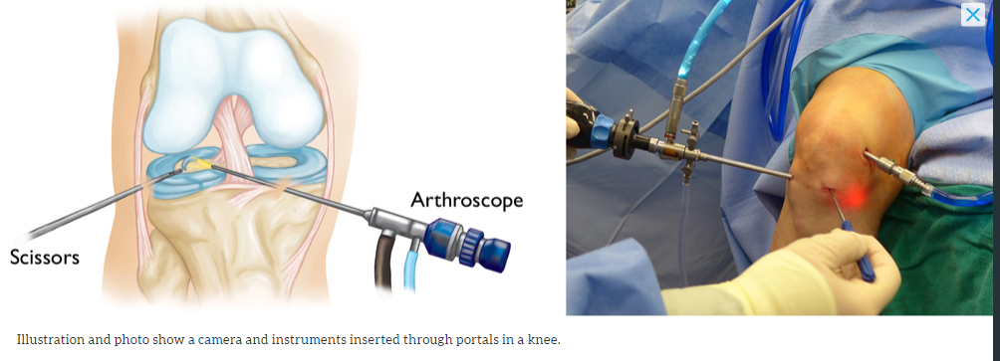 Arthroscope
Scissors
Illustration and photo show a camera and instruments inserted through portals in a knee.